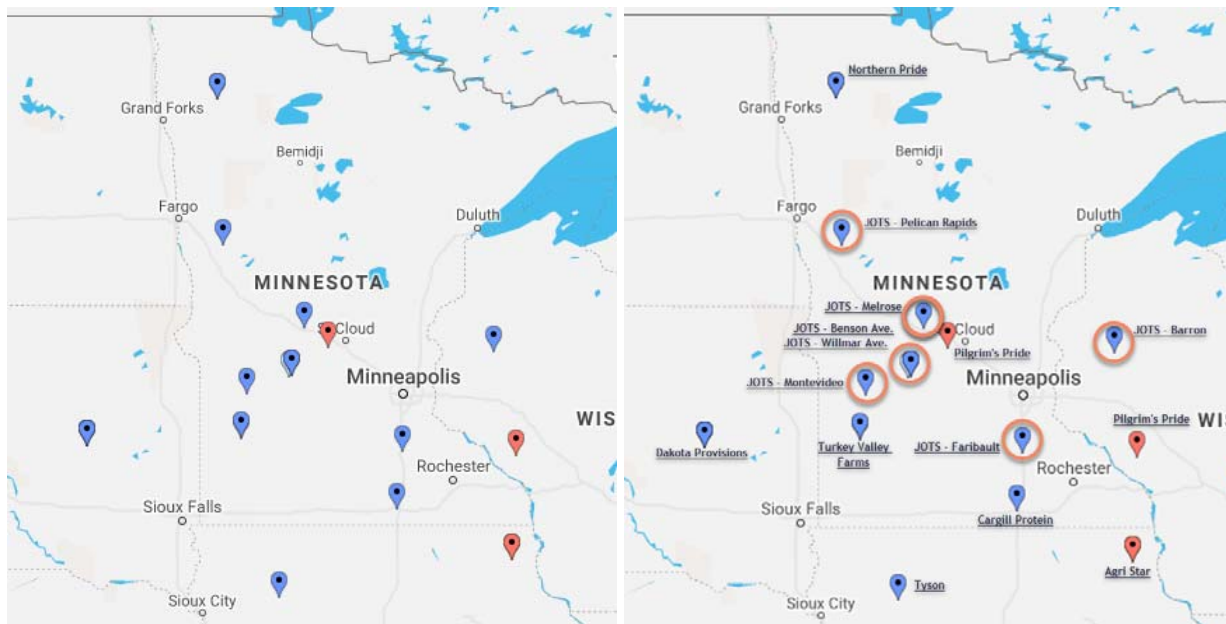 Grand Forks
Bemidji
Fargo
Duluth
MINNESOTA
Cloud
Minneapolis
WIS
Rochester
Sioux Falls
Sioux City
Northern Pride
Grand Forks
Bemidji
Fargo
JOTS - Pelican Rapids
Duluth
MINNESOTA
JOTS - Melrose
JOTS - Benson Ave.
Cloud
JOTS - Barron
JOTS - Willmar Ave.
Pilgrim's Pride
JOTS - Montevideo
Minneapolis
Pilgrim's Pride
WIS
Dakota Provisions
Turkey Valley
Farms
JOTS - Faribault
Rochester
Sioux Falls
Cargill Protein
Agri Star
Tyson
Sioux City